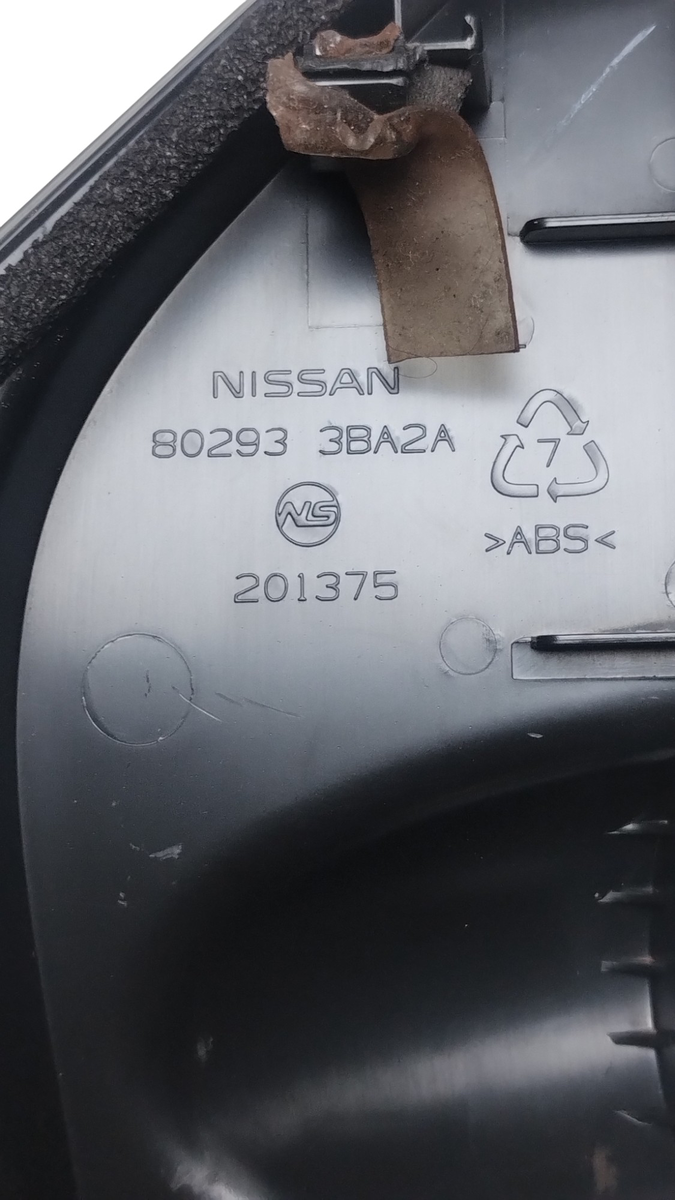 NISSAN
80293 3BA2A
7
NS
>ABS<
201375